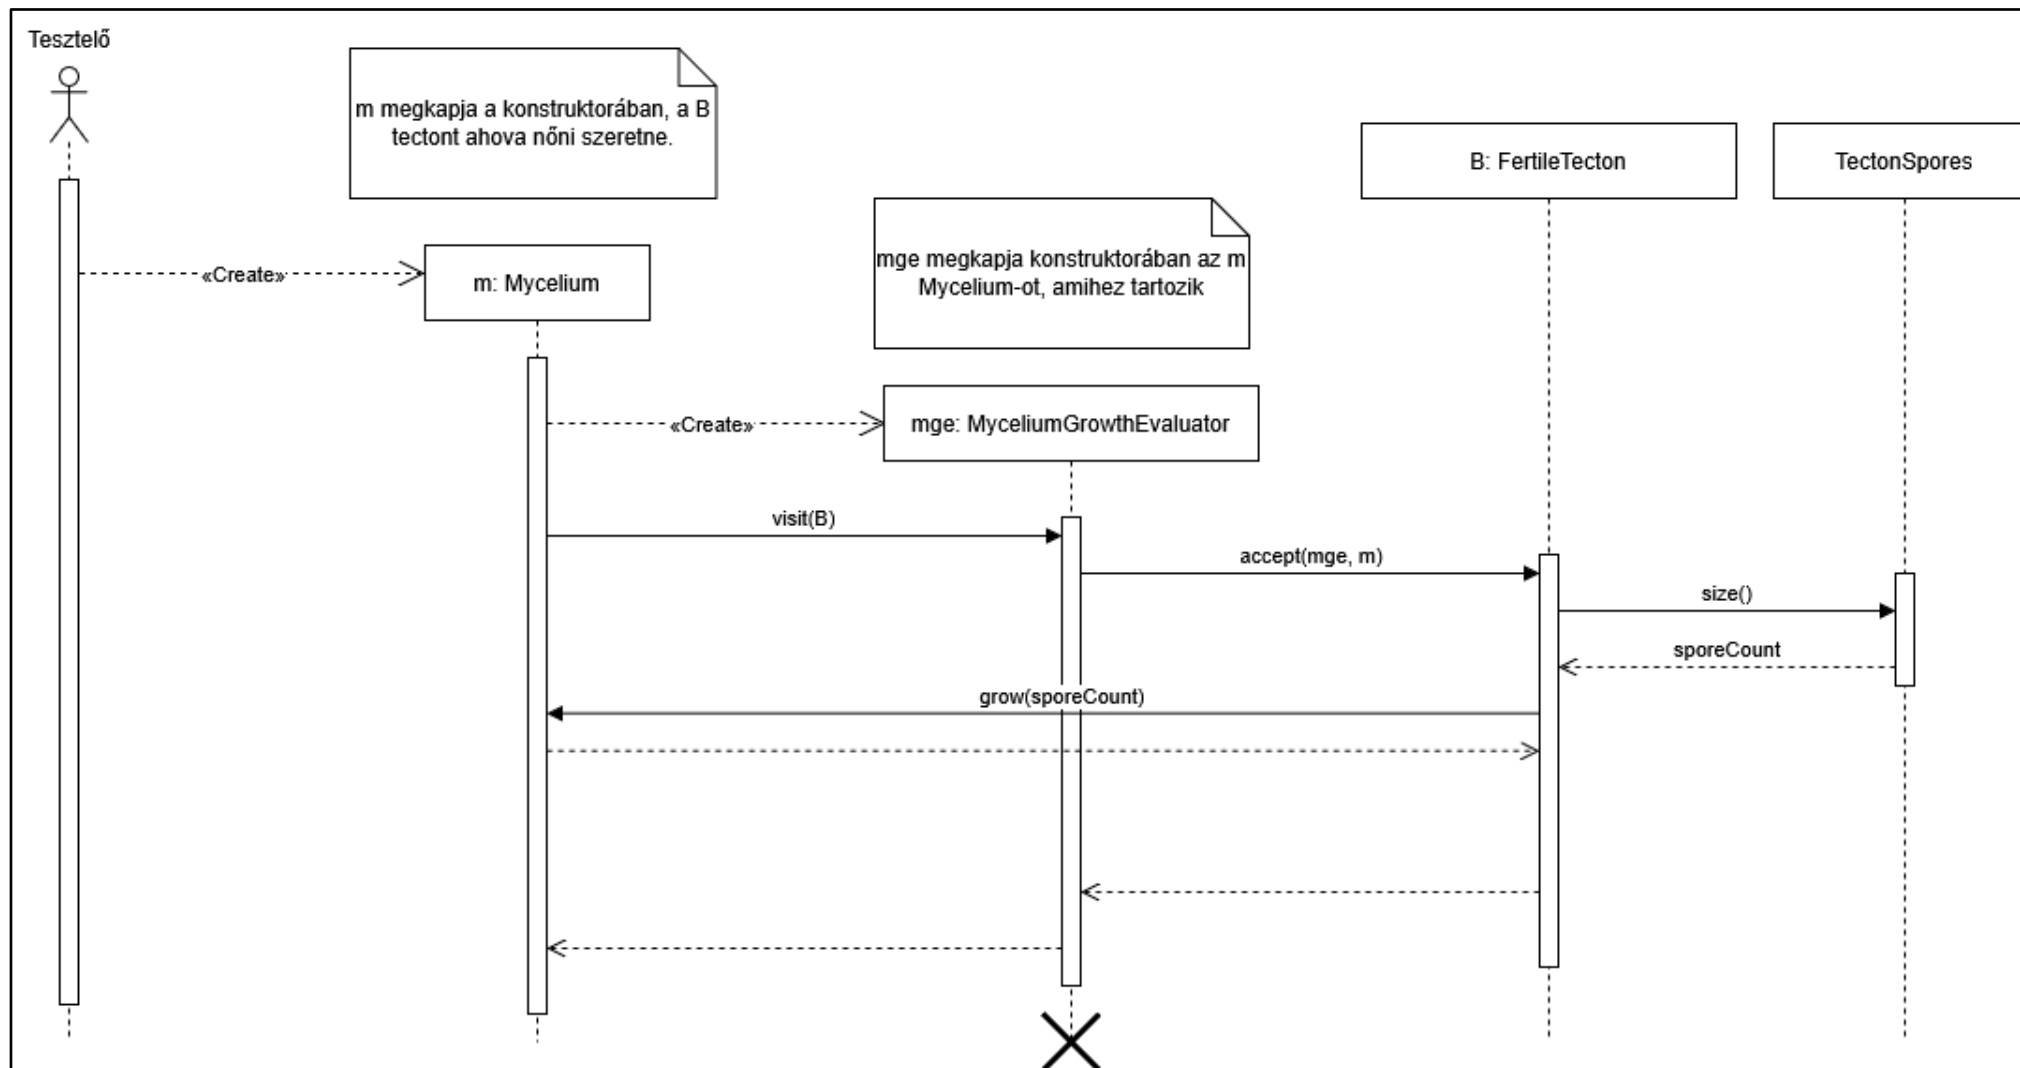 Tesztelő
m megkapja a konstruktorában, a B
tectont ahova nőni szeretne.
B: FertileTecton
TectonSpores
«Create»
m: Mycelium
mge megkapja konstruktorában az m
Mycelium-ot, amihez tartozik
«Create»
mge: MyceliumGrowthEvaluator
visit(B)
accept(mge, m)
size()
sporeCount
grow(sporeCount)